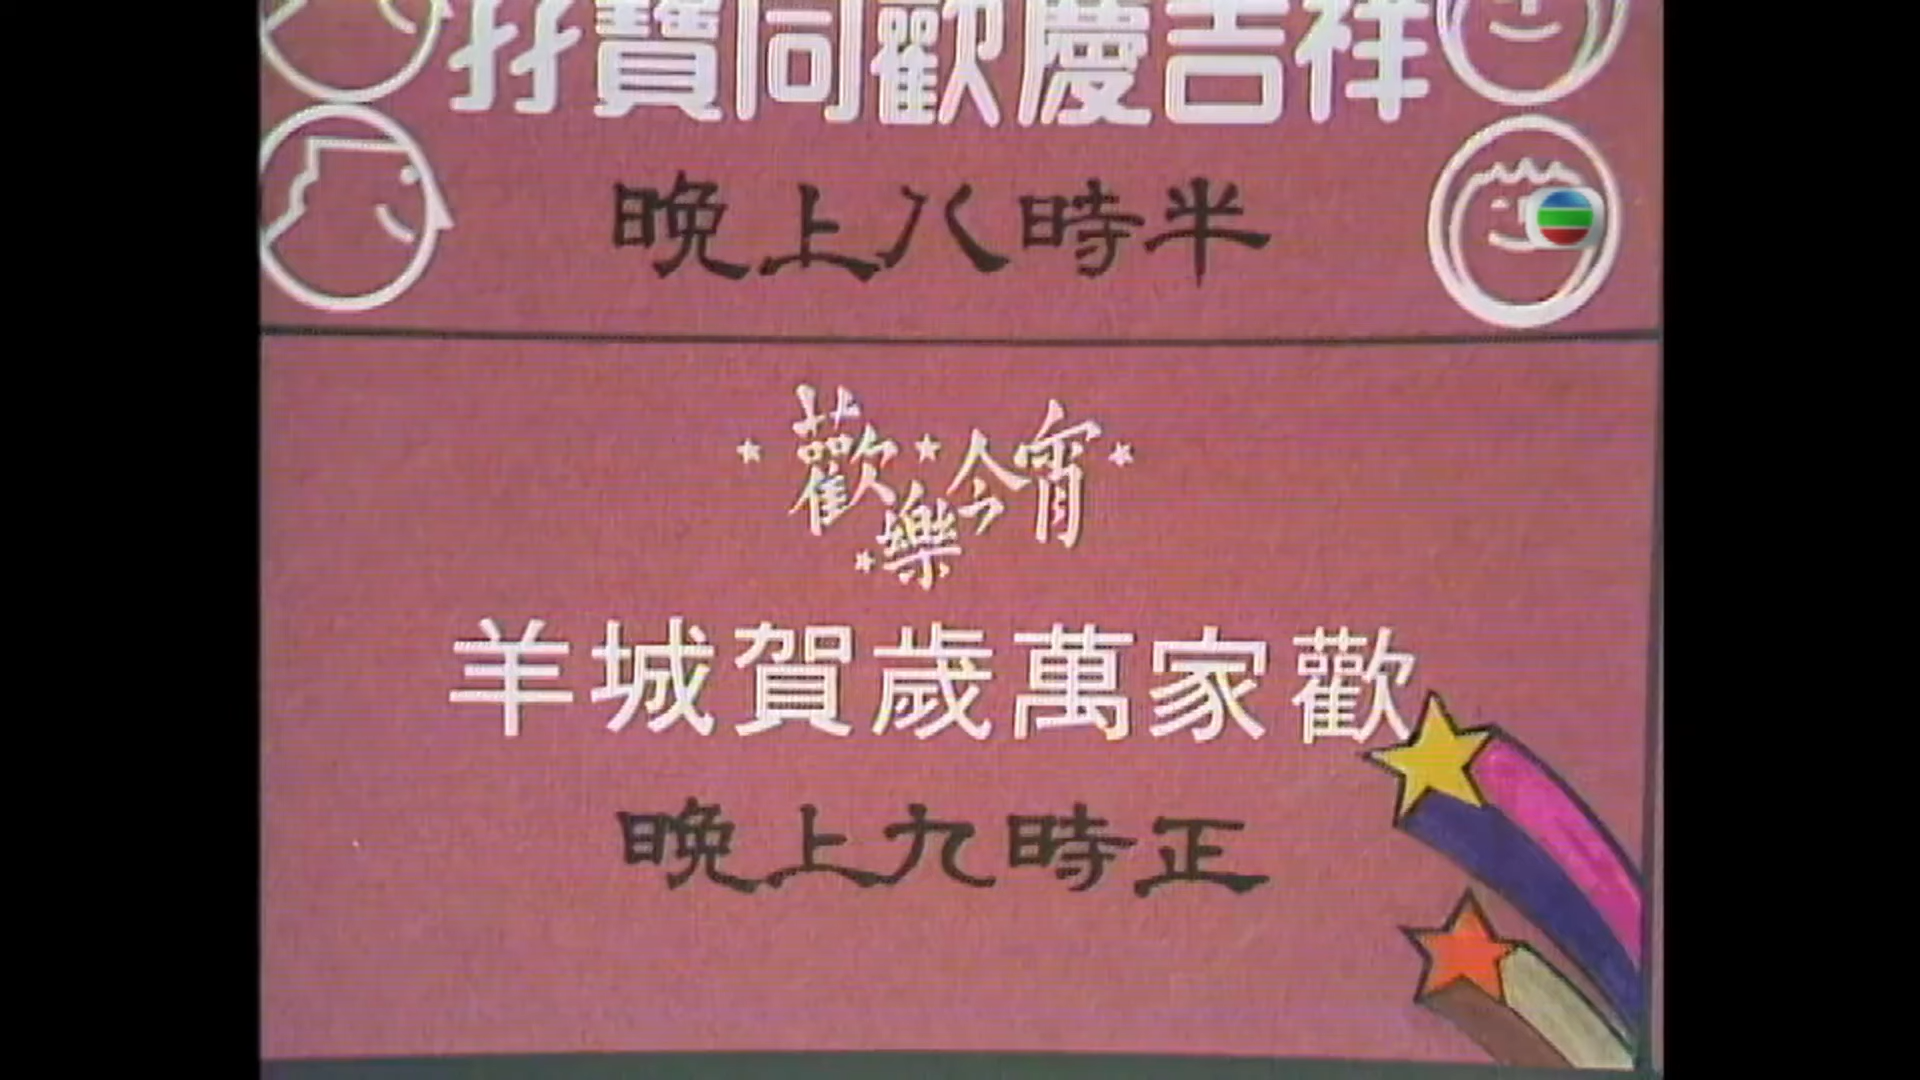 孖寶同歡慶吉祥
晚上八時半
歡樂今宵
羊城賀歲萬家歡
晚上九時正